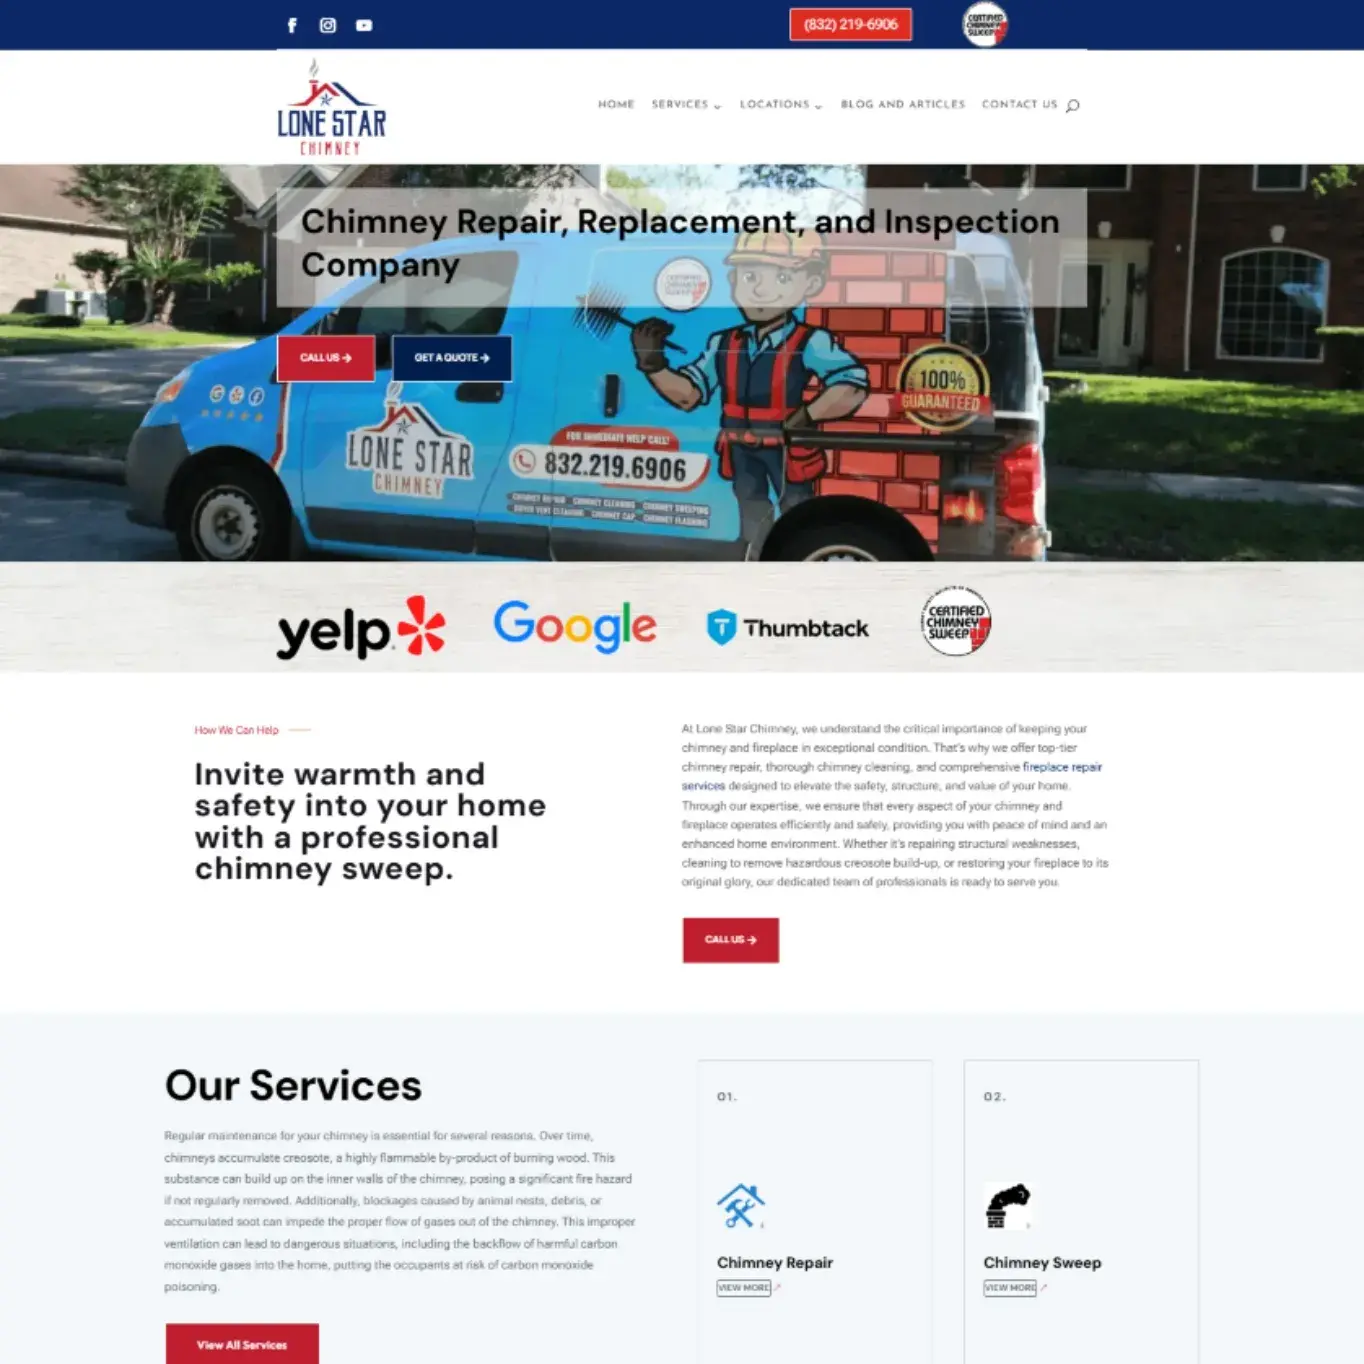 (832) 219-6906
CERTIFIED
CHIMNEY
SWEEP
LONE STAR
CHIMNEY
HOME SERVICES LOCATIONS BLOG AND ARTICLES CONTACT US
Chimney Repair, Replacement, and Inspection
Company
CERTIFIED
CHIMNEY
SWEEP
CALL US → GET A QUOTE →
100%
GUARANTEED
LONE STAR
CHIMNEY
FOR IMMEDIATE HELP CALL!
832.219.6906
CHIMNEY REPAIR CHIMNEY CLEANING CHIMNEY SWEEPING
DRYER VENT CLEANING CHIMNEY CAP CHIMNEY FLASHING
yelp
Google
Thumbtack
CERTIFIED
CHIMNEY
SWEEP
How We Can Help
Invite warmth and
safety into your home
with a professional
chimney sweep.
At Lone Star Chimney, we understand the critical importance of keeping your
chimney and fireplace in exceptional condition. That's why we offer top-tier
chimney repair, thorough chimney cleaning, and comprehensive fireplace repair
services designed to elevate the safety, structure, and value of your home.
Through our expertise, we ensure that every aspect of your chimney and
fireplace operates efficiently and safely, providing you with peace of mind and an
enhanced home environment. Whether it's repairing structural weaknesses,
cleaning to remove hazardous creosote build-up, or restoring your fireplace to its
original glory, our dedicated team of professionals is ready to serve you.
CALL US →
Our Services
Regular maintenance for your chimney is essential for several reasons. Over time,
chimneys accumulate creosote, a highly flammable by-product of burning wood. This
substance can build up on the inner walls of the chimney, posing a significant fire hazard
if not regularly removed. Additionally, blockages caused by animal nests, debris, or
accumulated soot can impede the proper flow of gases out of the chimney. This improper
ventilation can lead to dangerous situations, including the backflow of harmful carbon
monoxide gases into the home, putting the occupants at risk of carbon monoxide
poisoning.
View All Services
01.
Chimney Repair
VIEW MORE
02.
Chimney Sweep
VIEW MORE